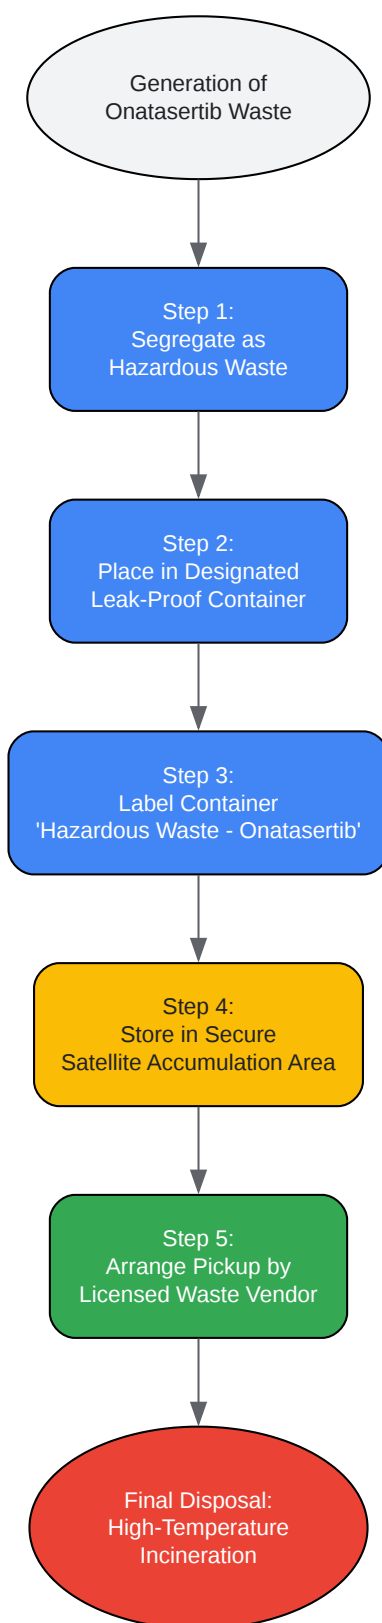 Generation of
Onatasertib Waste
Step 1:
Segregate as
Hazardous Waste
Step 2:
Place in Designated
Leak-Proof Container
Step 3:
Label Container
'Hazardous Waste - Onatasertib'
Step 4:
Store in Secure
Satellite Accumulation Area
Step 5:
Arrange Pickup by
Licensed Waste Vendor
Final Disposal:
High-Temperature
Incineration